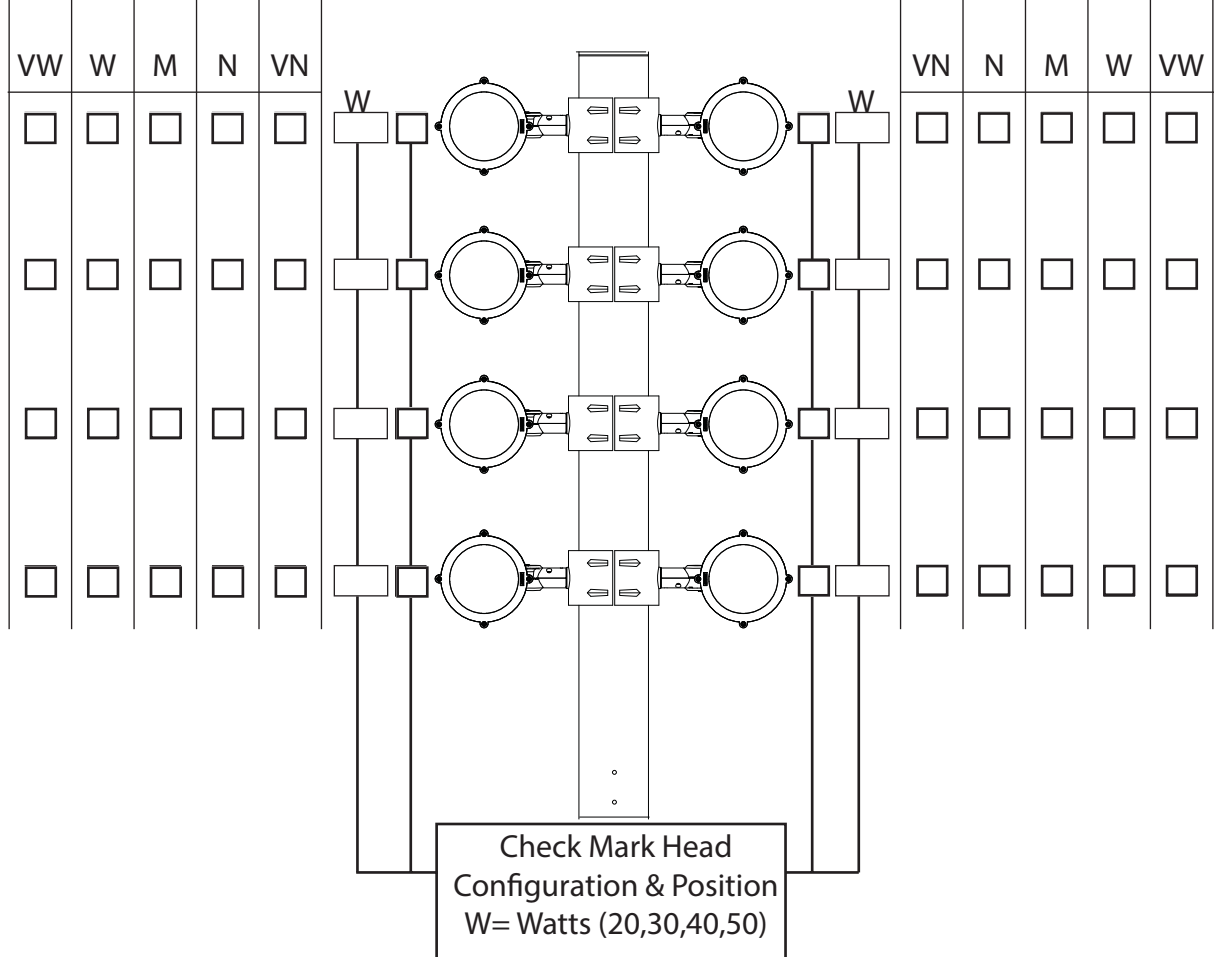 VW W M N VN
VN N M W VW
W
W
Check Mark Head
Configuration & Position
W= Watts (20,30,40,50)